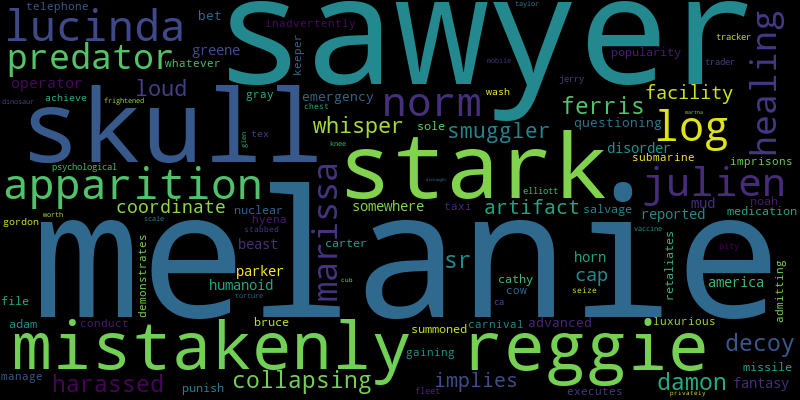 telephone
bet
sawyer
taylor
lucinda
inadvertently
healing
predator
greene
keeper
popularity
tracker
whatever
mobile
trader
operator
loud
skull
jerry
achieve
gray
emergency
norm
wash
facility
dinosaur
frightened
chest
ferris
log
martha
whisper
sole
smuggler
questioning
tex
glen
knee
stark
disorder
submarine
imprisons
psychological
apparition
marissa
elliott
julien
noah
coordinate
nuclear
somewhere
taxi
artifact
salvage
mud
reported
medication
gordon
worth
scale
hyena
stabbed
melanie
vaccine
beast
carter
sr
horn
retaliates
pity
demonstrates
parker
cap
admitting
humanoid
cub
cathy
cow
america
torture
seize
file
ca
adam
conduct
bruce
summoned
carnival
advanced
luxurious
mistakenly
reggie
decoy
gaining
manage
harassed
punish
collapsing
implies
fleet
executes
damon
missile
fantasy
privately